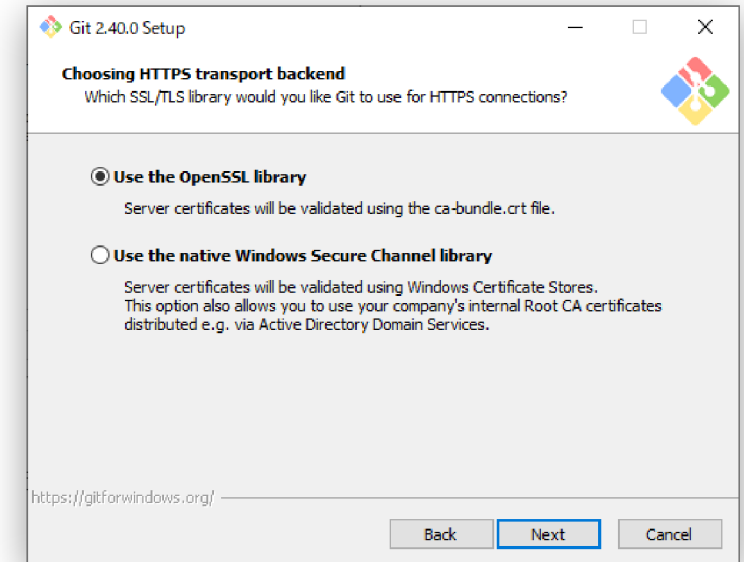 Git 2.40.0 Setup
Choosing HTTPS transport backend
Which SSL/TLS library would you like Git to use for HTTPS connections?
Use the OpenSSL library
Server certificates will be validated using the ca-bundle.crt file.
Use the native Windows Secure Channel library
Server certificates will be validated using Windows Certificate Stores.
This option also allows you to use your company's internal Root CA certificates
distributed e.g. via Active Directory Domain Services.
https://gitforwindows.org/
Back
Next
Cancel